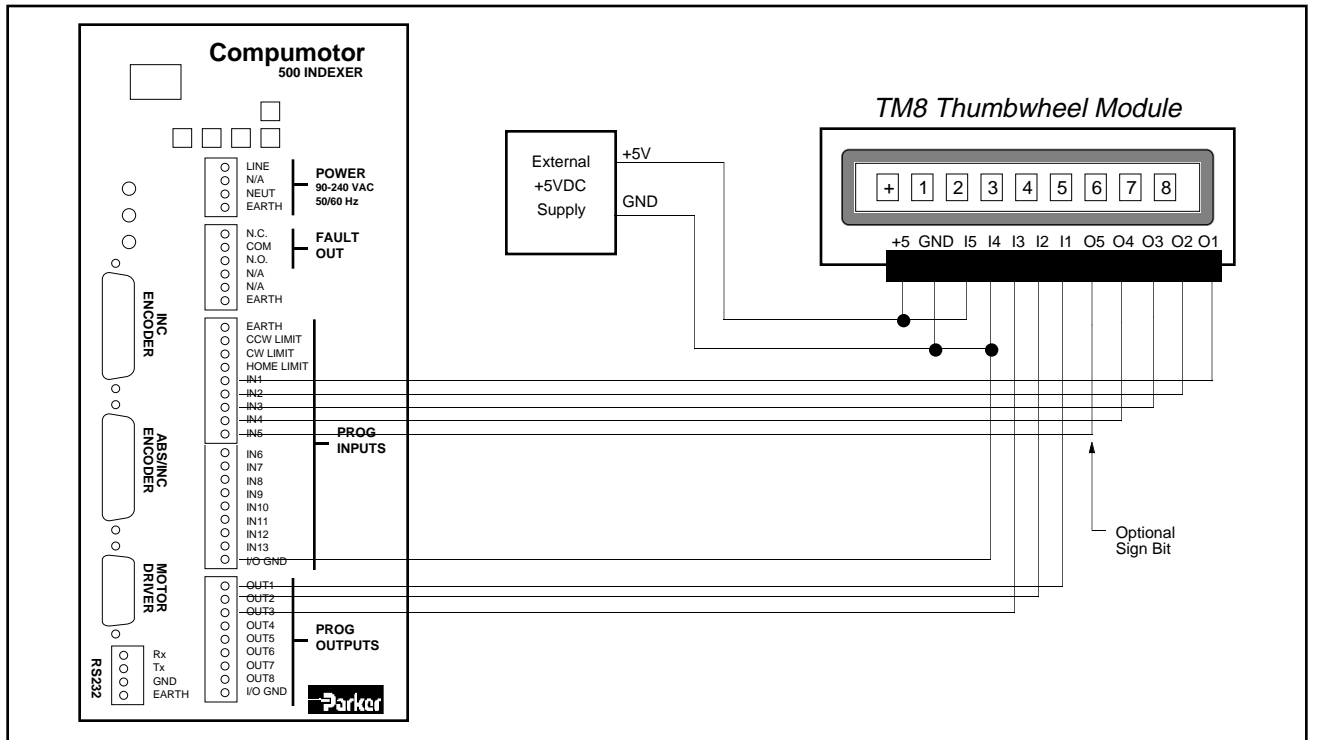 Compumotor
500 INDEXER
LINE
N/A
NEUT
EARTH
POWER
90-240 VAC
50/60 Hz
N.C.
COM
N.O.
N/A
N/A
EARTH
FAULT
OUT
INC
ENCODER
EARTH
CCW LIMIT
CW LIMIT
HOME LIMIT
IN1
IN2
IN3
IN4
IN5
PROG
INPUTS
ABS/INC
ENCODER
IN6
IN7
IN8
IN9
IN10
IN11
IN12
IN13
I/O GND
MOTOR
DRIVER
OUT1
OUT2
OUT3
OUT4
OUT5
OUT6
OUT7
OUT8
I/O GND
PROG
OUTPUTS
RS232
Rx
Tx
GND
EARTH
Parker
External
+5VDC
Supply
+5V
GND
TM8 Thumbwheel Module
+ 1 2 3 4 5 6 7 8
+5 GND I5 I4 I3 I2 I1 O5 O4 O3 O2 O1
Optional
Sign Bit